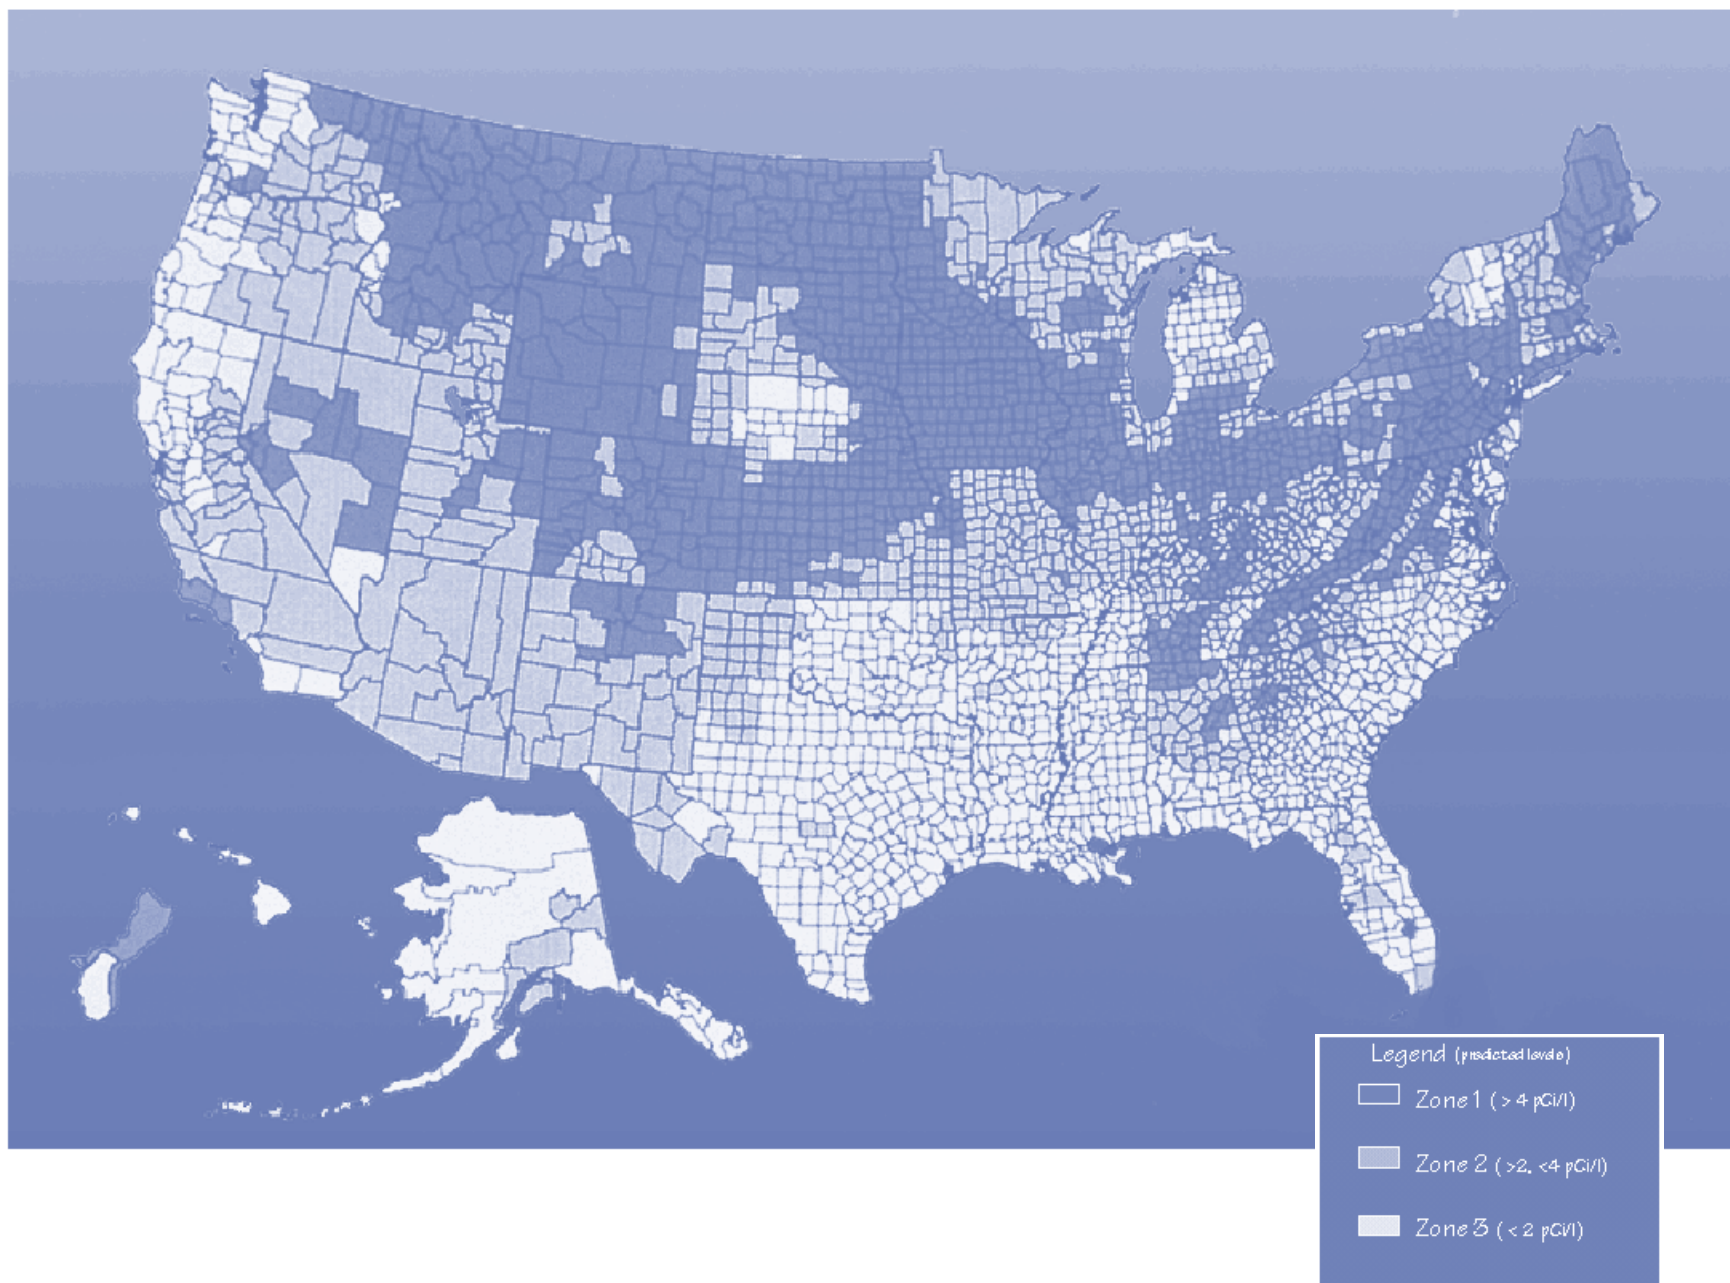 Legend (predicted levels)
Zone 1 ( > 4 pCi/l)
Zone 2 ( >2, <4 pCi/l)
Zone 3 ( < 2 pCi/l)